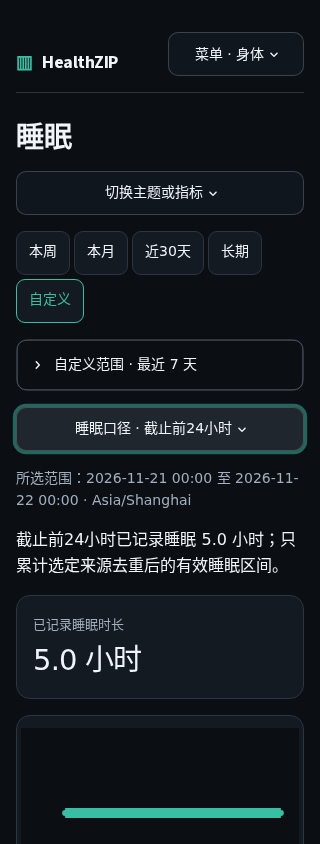 HealthZIP
菜单 · 身体
睡眠
切换主题或指标
本周
本月
近30天
长期
自定义
自定义范围 · 最近 7 天
睡眠口径 · 截止前24小时
所选范围：2026-11-21 00:00 至 2026-11-
22 00:00 · Asia/Shanghai
截止前24小时已记录睡眠 5.0 小时；只
累计选定来源去重后的有效睡眠区间。
已记录睡眠时长
5.0 小时